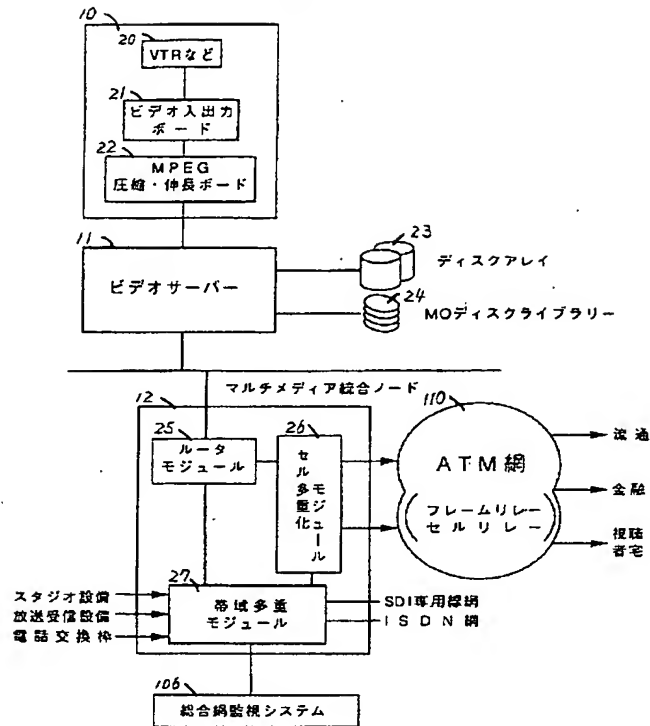 10
20
VTRなど
21
ビデオ入出力
ボード
22
MPEG
圧縮・伸長ボード
11
ビデオサーバー
23
ディスクアレイ
24
MOディスクライブラリー
マルチメディア統合ノード
12
25
ルータ
モジュール
26
セル多重化
モジュール
110
ATM網
フレームリレー
セルリレー
流通
金融
視聴
者宅
27
帯域多重
モジュール
スタジオ設備
放送受信設備
電話交換枠
SDI専用線網
ISDN網
106
総合網監視システム